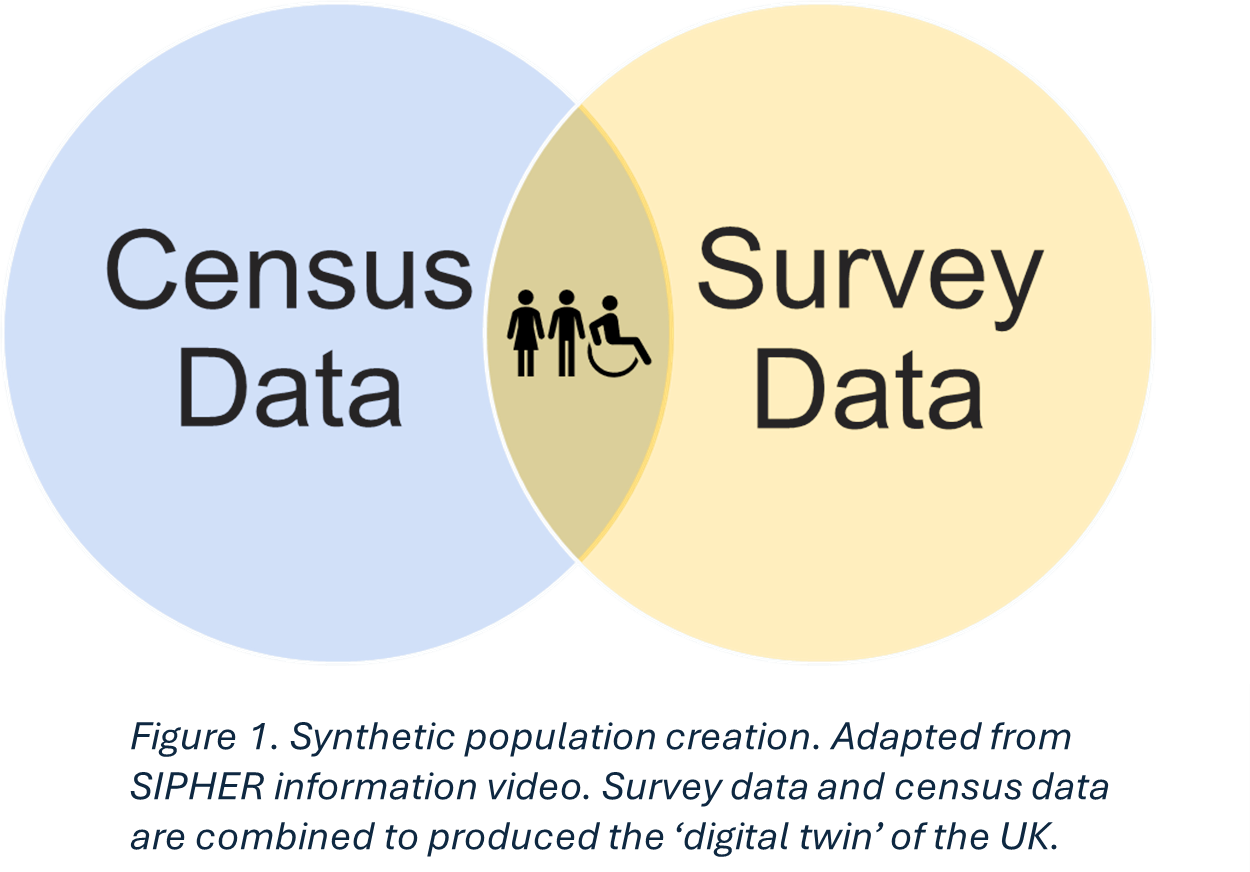 Census
Data
Survey
Data
Figure 1. Synthetic population creation. Adapted from
SIPHER information video. Survey data and census data
are combined to produced the ‘digital twin’ of the UK.